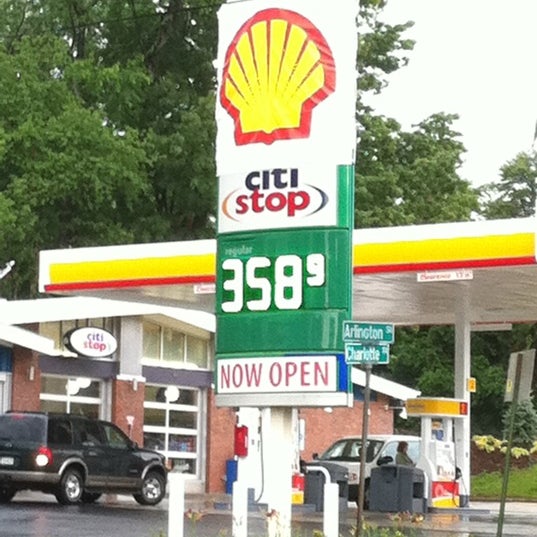 citi
stop
regular
358 9
NOW OPEN
citi
stop
Arlington
Charlotte